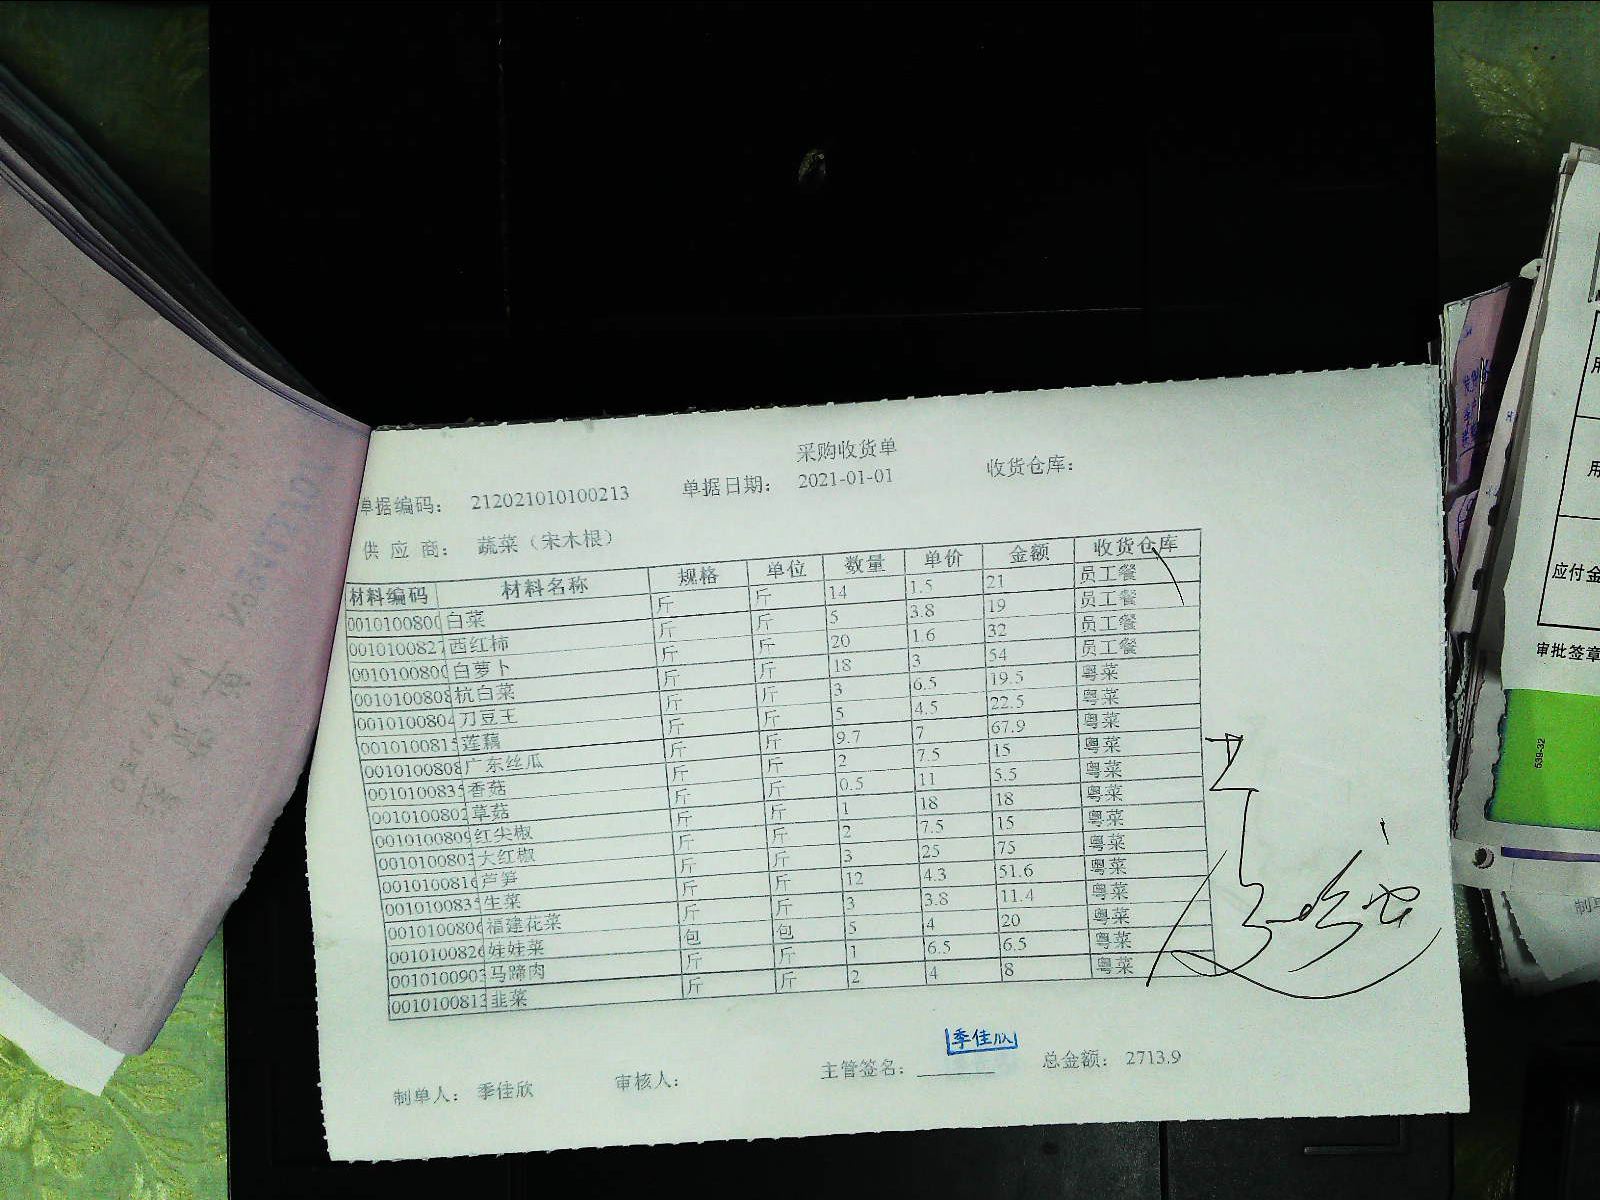 采购收货单
单据编码： 212021010100213 单据日期： 2021-01-01 收货仓库：
供 应 商： 蔬菜（宋木根）
材料编码 材料名称 规格 单位 数量 单价 金额 收货仓库
0010100800 白菜 斤 斤 14 1.5 21 员工餐
0010100827 西红柿 斤 斤 5 3.8 19 员工餐
0010100800 白萝卜 斤 斤 20 1.6 32 员工餐
0010100808 杭白菜 斤 斤 18 3 54 员工餐
0010100804 刀豆王 斤 斤 3 6.5 19.5 粤菜
0010100815 莲藕 斤 斤 5 4.5 22.5 粤菜
0010100808 广东丝瓜 斤 斤 9.7 7 67.9 粤菜
0010100835 香菇 斤 斤 2 7.5 15 粤菜
0010100802 草菇 斤 斤 0.5 11 5.5 粤菜
0010100809 红尖椒 斤 斤 1 18 18 粤菜
0010100803 大红椒 斤 斤 2 7.5 15 粤菜
0010100816 芦笋 斤 斤 3 25 75 粤菜
0010100835 生菜 斤 斤 12 4.3 51.6 粤菜
0010100806 福建花菜 斤 斤 3 3.8 11.4 粤菜
0010100826 娃娃菜 包 包 5 4 20 粤菜
0010100903 马蹄肉 斤 斤 1 6.5 6.5 粤菜
0010100813 韭菜 斤 斤 2 4 8 粤菜
季佳欣
制单人： 季佳欣 审核人： 主管签名： 总金额： 2713.9
应付金
审批签章
539-32